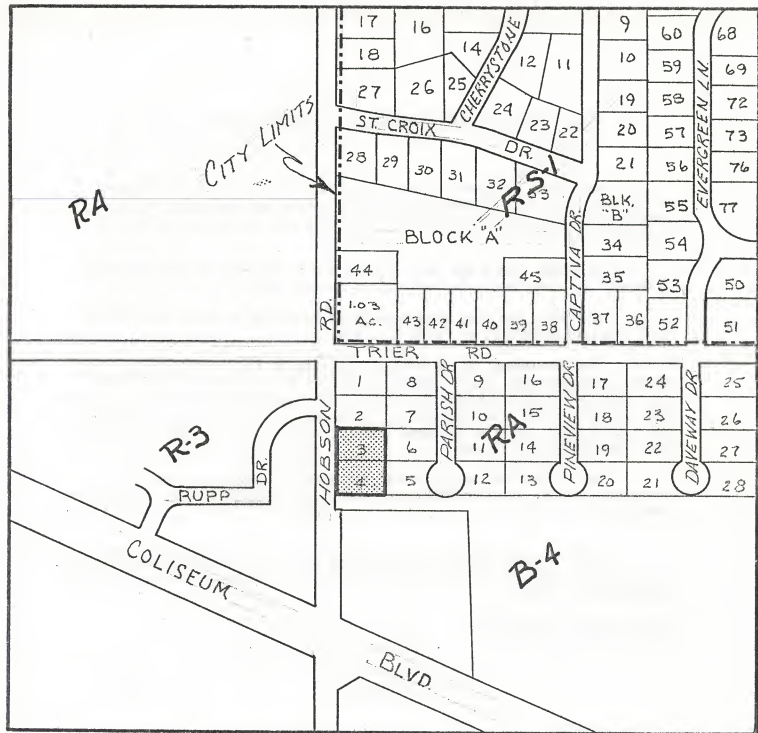 17 16 9 60 68
18 14 CHERRYSTONE 12 11 10 59 69
27 26 25 19 58 72
24 23 22 20 57 73
ST. CROIX DR.
CITY LIMITS
28 29 30 31 32 33 21 56 76
EVERGREEN LN.
R-S-1
RA
BLK. "B" 55 77
BLOCK "A"
CAPTIVA DR.
34 54
44 45 35 53 50
1.03 AC. 43 42 41 40 39 38 37 36 52 51
TRIER RD.
HOBSON RD.
1 8 9 16 17 24 25
2 7 10 15 18 23 26
PARISH DR PINEVIEW DR. DAVEWAY DR
RA
R-3
3 6 11 14 19 22 27
4 5 12 13 20 21 28
RUPP DR.
B-4
COLISEUM BLVD.